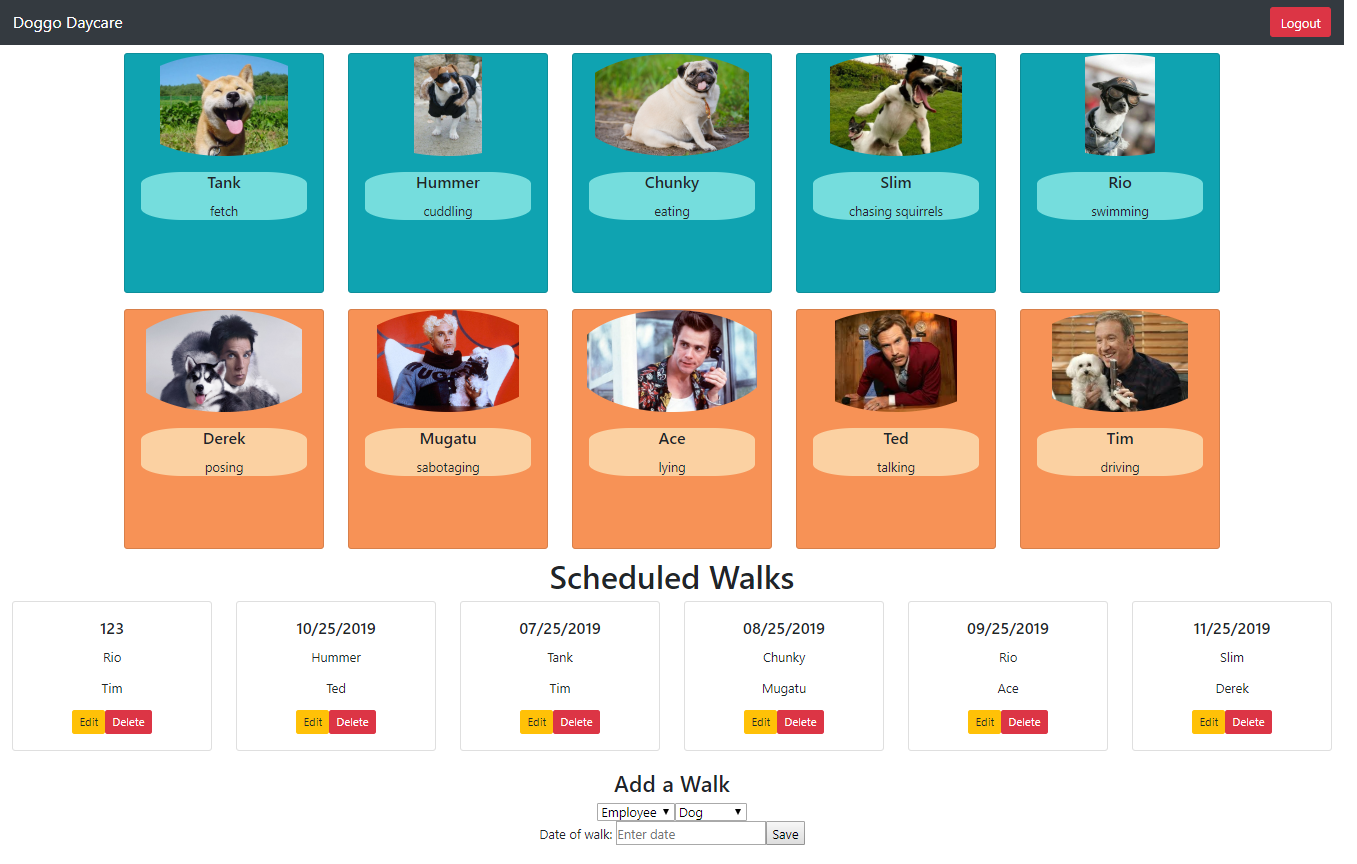 Doggo Daycare Logout
Tank Hummer Chunky Slim Rio
fetch cuddling eating chasing squirrels swimming
Derek Mugatu Ace Ted Tim
posing sabotaging lying talking driving
Scheduled Walks
123 10/25/2019 07/25/2019 08/25/2019 09/25/2019 11/25/2019
Rio Hummer Tank Chunky Rio Slim
Tim Ted Tim Mugatu Ace Derek
Edit Delete Edit Delete Edit Delete Edit Delete Edit Delete Edit Delete
Add a Walk
Employee Dog
Date of walk: Enter date Save